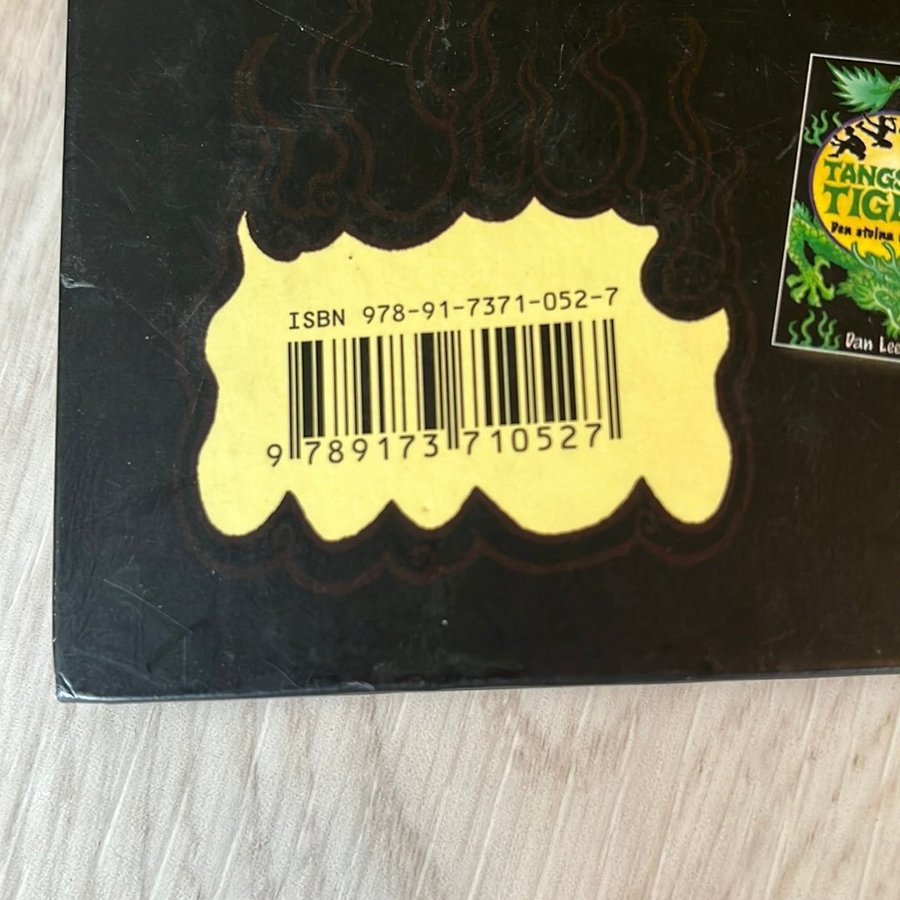 ISBN 978-91-7371-052-7
9 789173 710527
TANGS
TIG
Den stulna
Dan Lee